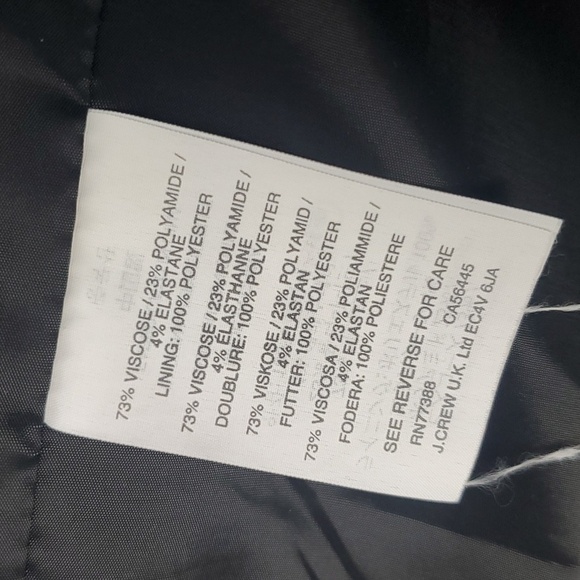 73% VISCOSE / 23% POLYAMIDE /
4% ELASTANE
LINING: 100% POLYESTER
73% VISCOSE / 23% POLYAMIDE /
4% ÉLASTHANNE
DOUBLURE: 100% POLYESTER
73% VISKOSE / 23% POLYAMID /
4% ELASTAN
FUTTER: 100% POLYESTER
73% VISCOSA / 23% POLIAMMIDE /
4% ELASTAN
FODERA: 100% POLIESTERE
SEE REVERSE FOR CARE
RN77388 CA56445
J.CREW U.K. Ltd EC4V 6JA